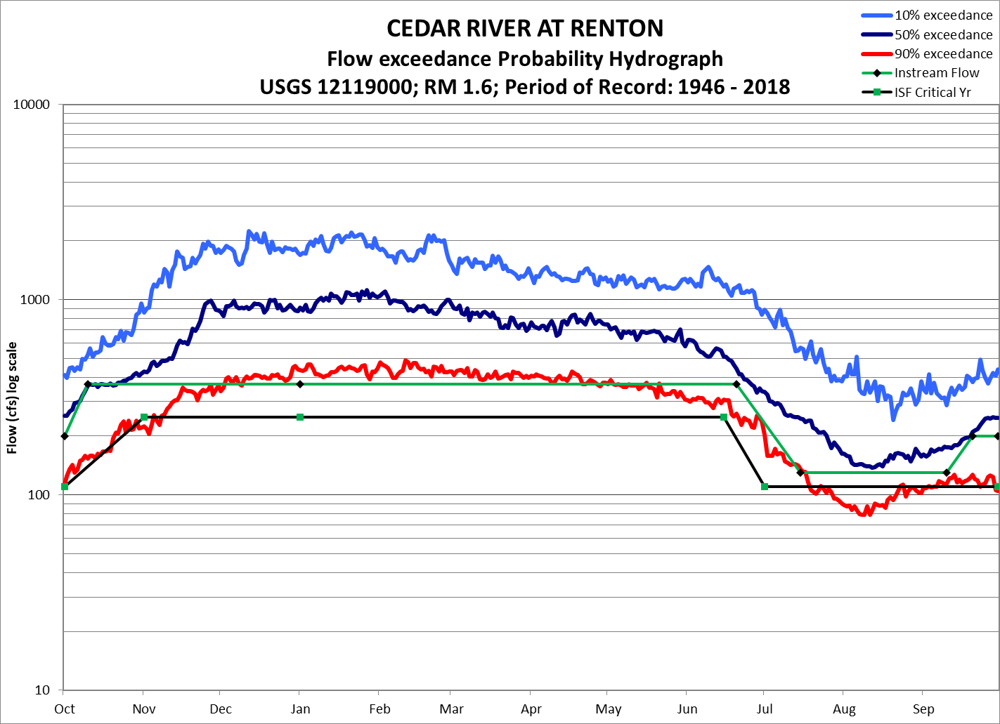 CEDAR RIVER AT RENTON
Flow exceedance Probability Hydrograph
USGS 12119000; RM 1.6; Period of Record: 1946 - 2018
10% exceedance
50% exceedance
90% exceedance
Instream Flow
ISF Critical Yr
Flow (cfs) log scale
10000
1000
100
10
Oct Nov Dec Jan Feb Mar Apr May Jun Jul Aug Sep